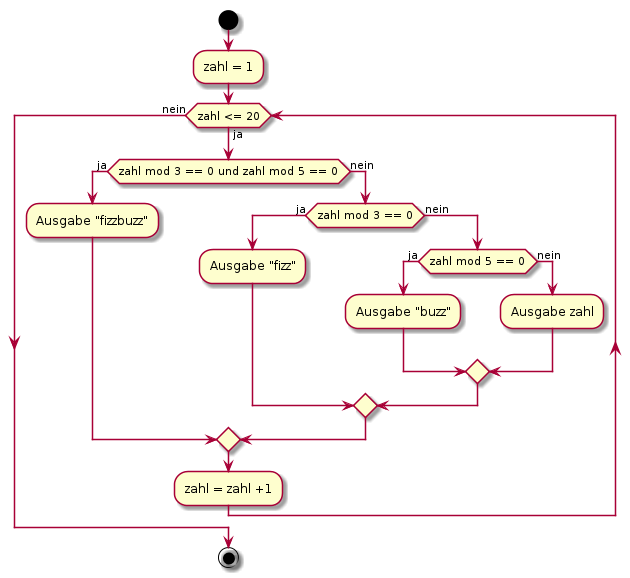 zahl = 1
nein
zahl <= 20
ja
ja
zahl mod 3 == 0 und zahl mod 5 == 0
nein
Ausgabe "fizzbuzz"
ja
zahl mod 3 == 0
nein
Ausgabe "fizz"
ja
zahl mod 5 == 0
nein
Ausgabe "buzz"
Ausgabe zahl
zahl = zahl +1